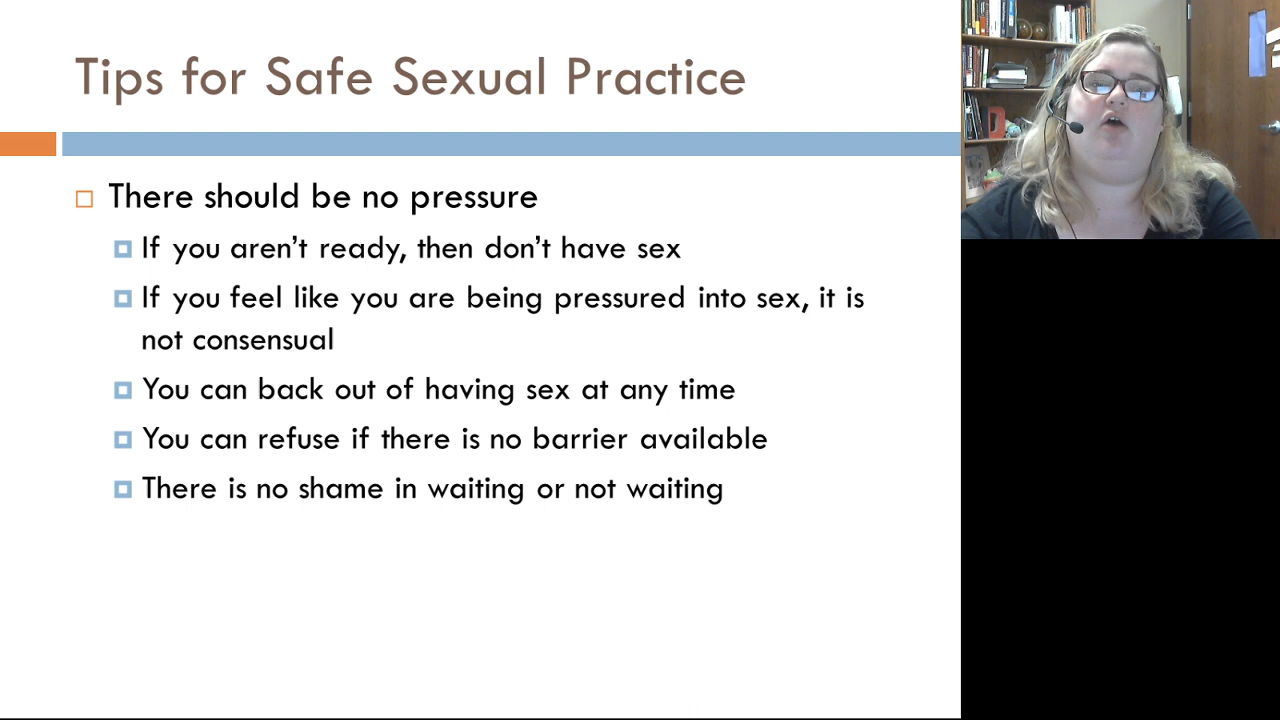 Tips for Safe Sexual Practice
There should be no pressure
If you aren’t ready, then don’t have sex
If you feel like you are being pressured into sex, it is
not consensual
You can back out of having sex at any time
You can refuse if there is no barrier available
There is no shame in waiting or not waiting